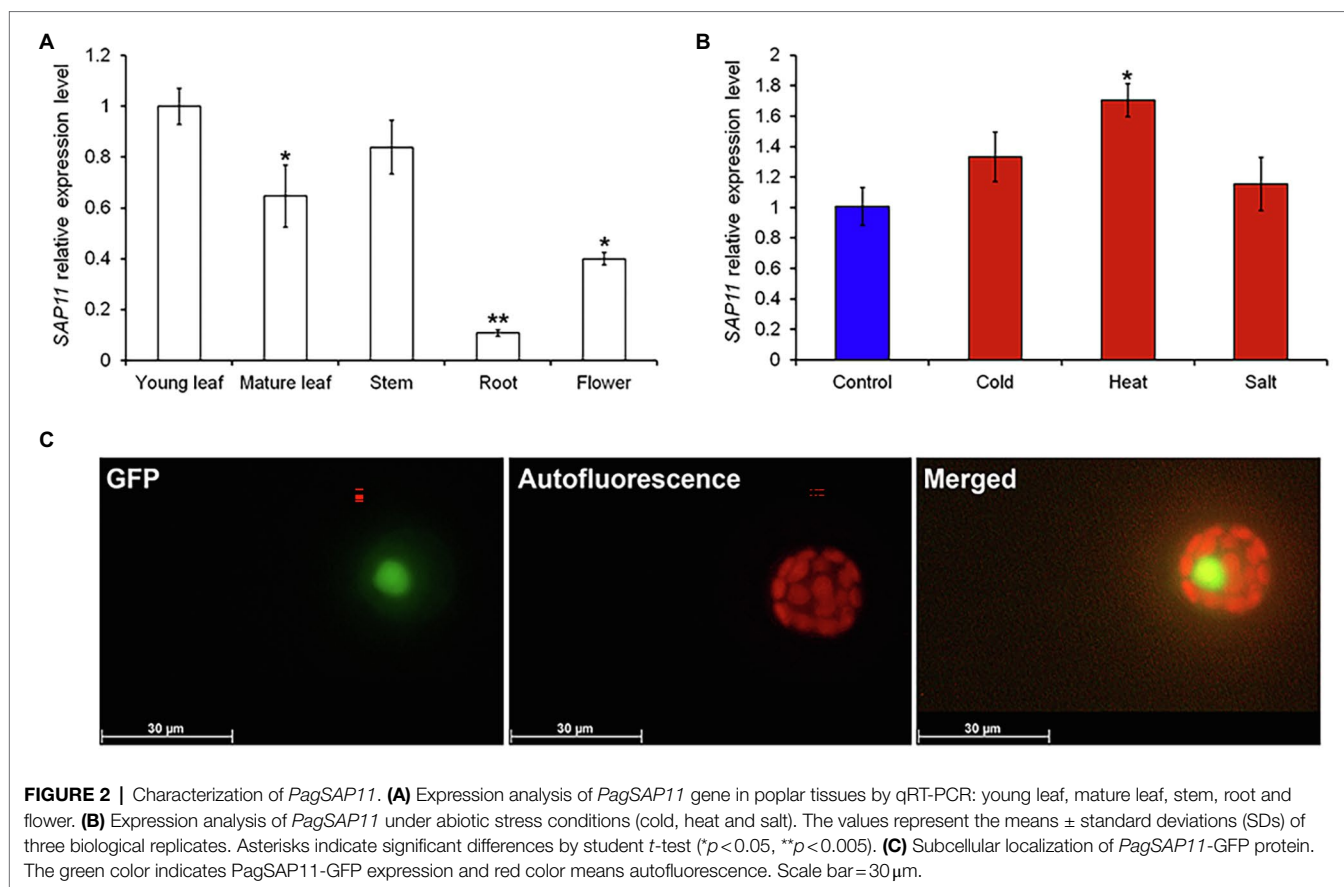 A
SAP11 relative expression level
1.2
1
0.8
0.6
0.4
0.2
0
*
**
*
Young leaf Mature leaf Stem Root Flower
B
SAP11 relative expression level
2
1.8
1.6
1.4
1.2
1
0.8
0.6
0.4
0.2
0
*
Control Cold Heat Salt
C
GFP
30 µm
Autofluorescence
30 µm
Merged
30 µm
FIGURE 2 | Characterization of PagSAP11. (A) Expression analysis of PagSAP11 gene in poplar tissues by qRT-PCR: young leaf, mature leaf, stem, root and
flower. (B) Expression analysis of PagSAP11 under abiotic stress conditions (cold, heat and salt). The values represent the means ± standard deviations (SDs) of
three biological replicates. Asterisks indicate significant differences by student t-test (*p<0.05, **p<0.005). (C) Subcellular localization of PagSAP11-GFP protein.
The green color indicates PagSAP11-GFP expression and red color means autofluorescence. Scale bar=30 µm.